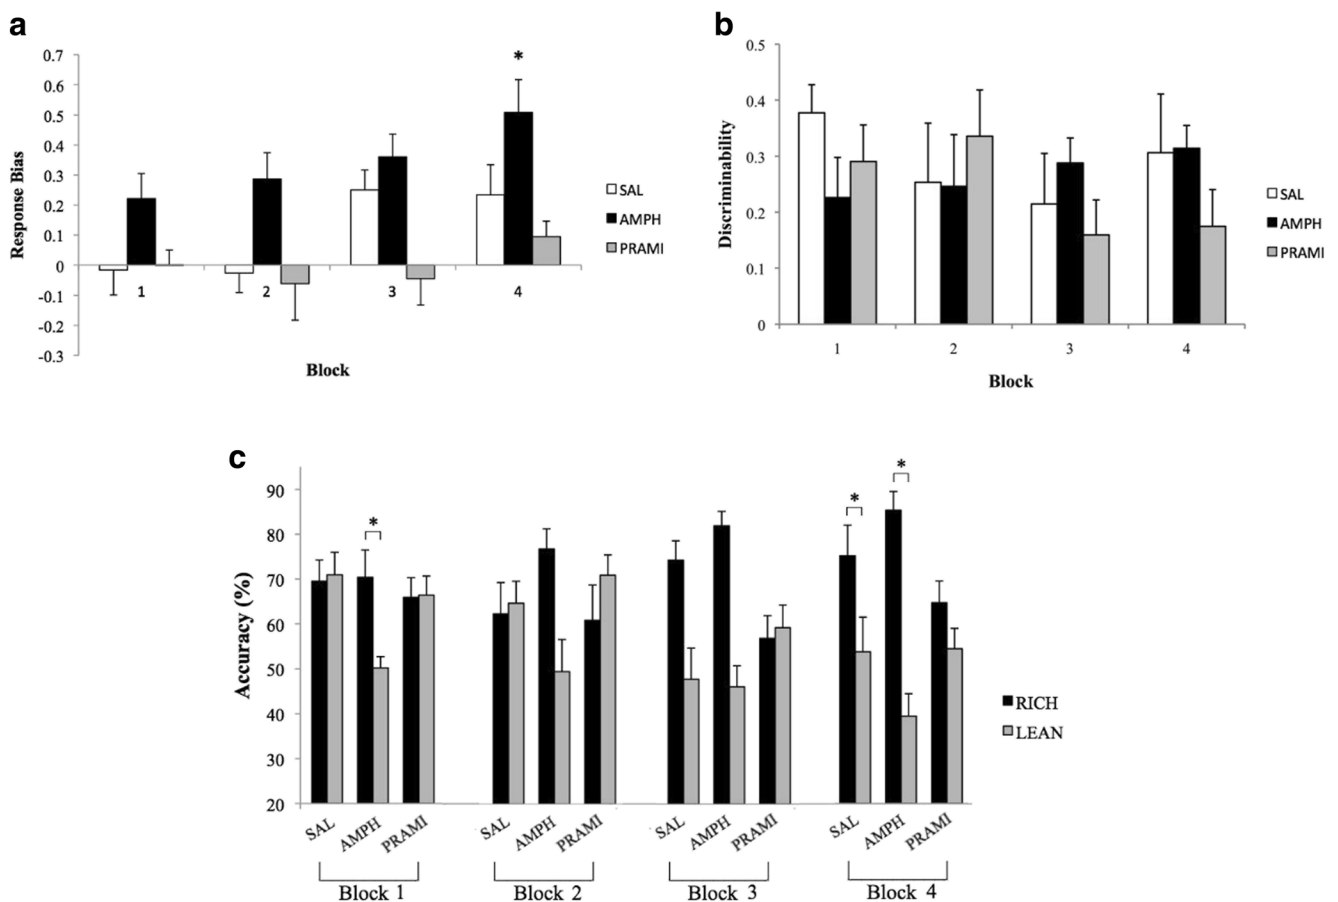 a
0.7
0.6
0.5
0.4
0.3
0.2
0.1
0
-0.1
-0.2
-0.3
Response Bias
*
1 2 3 4
Block
SAL
AMPH
PRAMI
b
0.5
0.4
0.3
0.2
0.1
0
Discriminability
1 2 3 4
Block
SAL
AMPH
PRAMI
c
90
80
70
60
50
40
30
20
Accuracy (%)
* * *
RICH
LEAN
SAL AMPH PRAMI SAL AMPH PRAMI SAL AMPH PRAMI SAL AMPH PRAMI
Block 1 Block 2 Block 3 Block 4